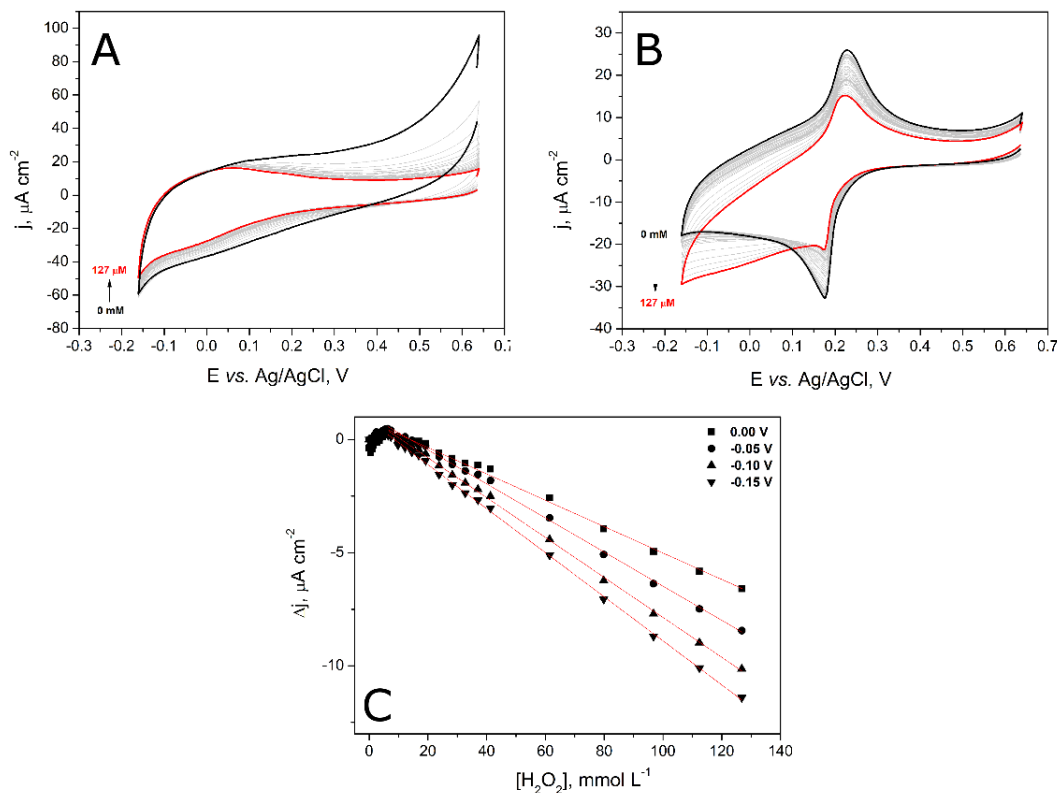 A
100
80
60
40
20
0
-20
-40
-60
-80
j, µA cm⁻²
127 µM
0 mM
-0.3 -0.2 -0.1 0.0 0.1 0.2 0.3 0.4 0.5 0.6 0.7
E vs. Ag/AgCl, V
B
30
20
10
0
-10
-20
-30
-40
j, µA cm⁻²
0 mM
127 µM
-0.3 -0.2 -0.1 0.0 0.1 0.2 0.3 0.4 0.5 0.6 0.7
E vs. Ag/AgCl, V
0.00 V
-0.05 V
-0.10 V
-0.15 V
0
-5
-10
Δj, µA cm⁻²
C
0 20 40 60 80 100 120 140
[H₂O₂], mmol L⁻¹